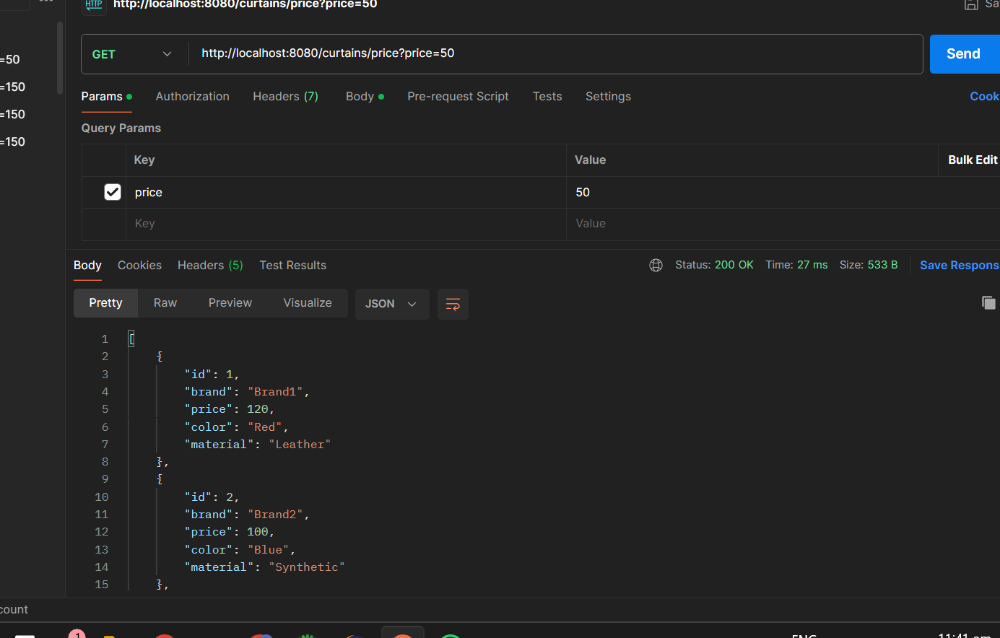 HTTP http://localhost:8080/curtains/price?price=50 Sa
GET http://localhost:8080/curtains/price?price=50 Send
=50
=150
=150
=150
Params Authorization Headers (7) Body Pre-request Script Tests Settings Cook
Query Params
Key Value Bulk Edit
price 50
Key Value
Body Cookies Headers (5) Test Results Status: 200 OK Time: 27 ms Size: 533 B Save Respons
Pretty Raw Preview Visualize JSON
1 [
2 {
3 "id": 1,
4 "brand": "Brand1",
5 "price": 120,
6 "color": "Red",
7 "material": "Leather"
8 },
9 {
10 "id": 2,
11 "brand": "Brand2",
12 "price": 100,
13 "color": "Blue",
14 "material": "Synthetic"
15 },
count
1 ENG 11:41 am